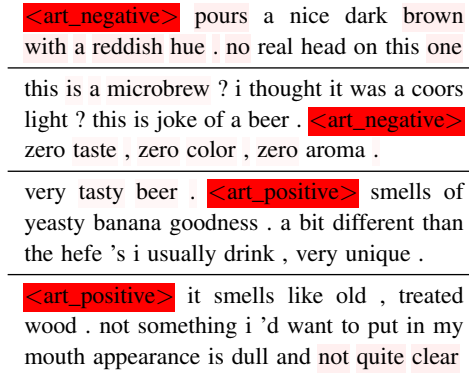 <art_negative> pours a nice dark brown
with a reddish hue . no real head on this one
this is a microbrew ? i thought it was a coors
light ? this is joke of a beer . <art_negative>
zero taste , zero color , zero aroma .
very tasty beer . <art_positive> smells of
yeasty banana goodness . a bit different than
the hefe 's i usually drink , very unique .
<art_positive> it smells like old , treated
wood . not something i 'd want to put in my
mouth appearance is dull and not quite clear